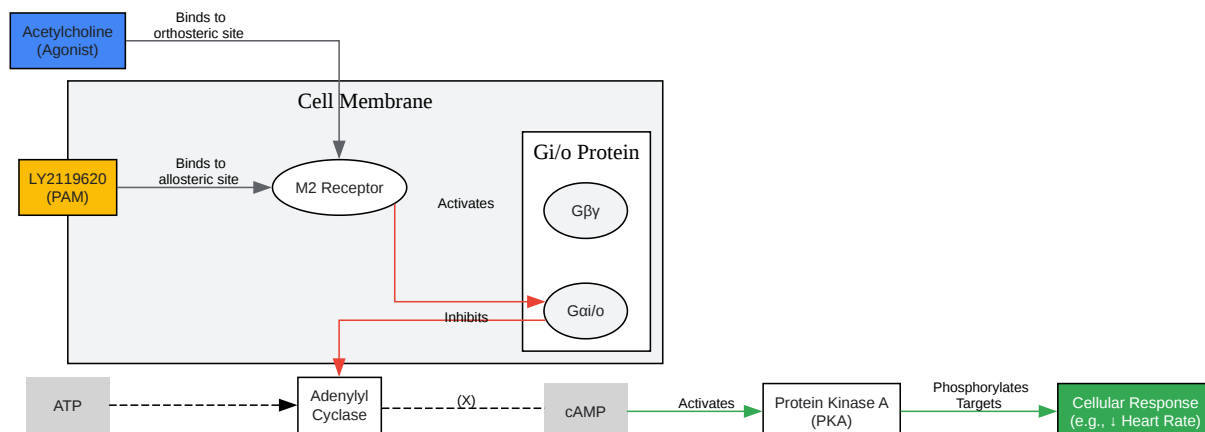 Acetylcholine
(Agonist)
Binds to
orthosteric site
Cell Membrane
LY2119620
(PAM)
Binds to
allosteric site
M2 Receptor
Activates
Gi/o Protein
Gβγ
Gαi/o
Inhibits
ATP
Adenylyl
Cyclase
(X)
cAMP
Activates
Protein Kinase A
(PKA)
Phosphorylates
Targets
Cellular Response
(e.g., ↓ Heart Rate)